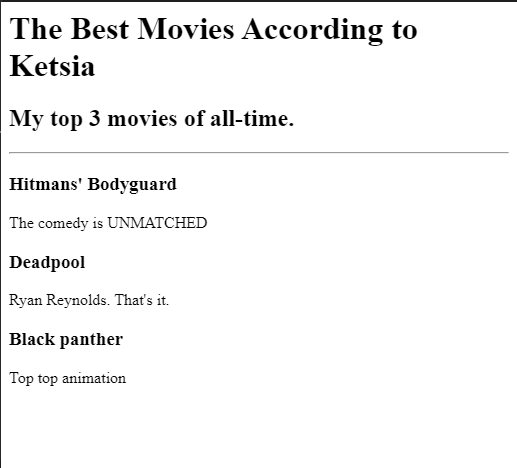 The Best Movies According to
Ketsia
My top 3 movies of all-time.
Hitmans' Bodyguard
The comedy is UNMATCHED
Deadpool
Ryan Reynolds. That's it.
Black panther
Top top animation